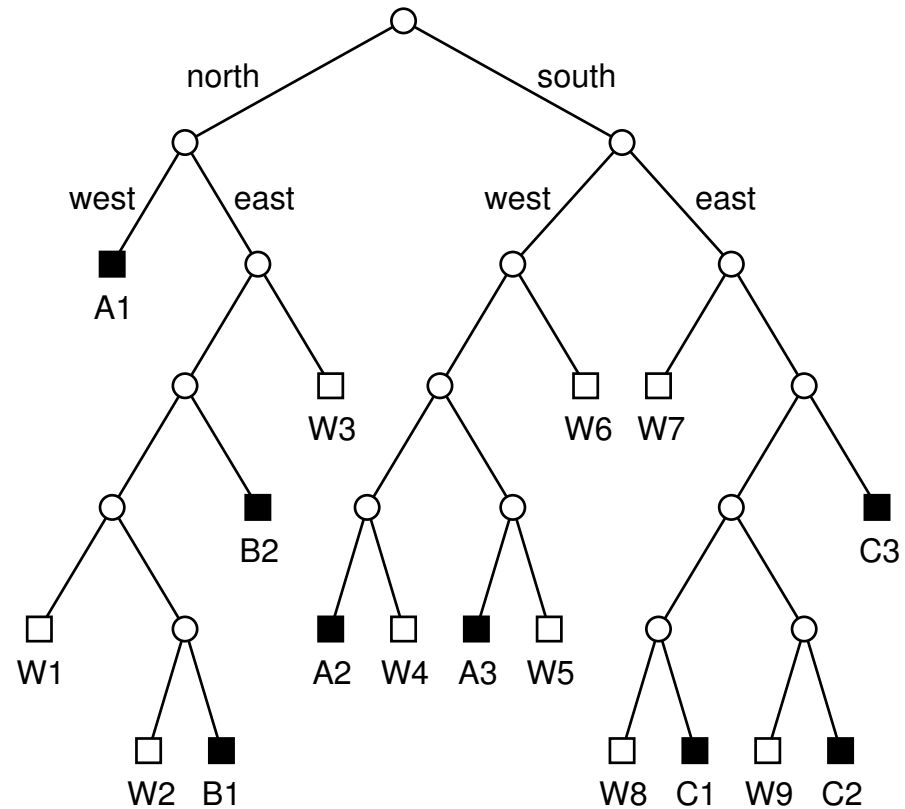 north south
west east west east
A1
W3 W6 W7
B2 C3
W1 A2 W4 A3 W5
W2 B1 W8 C1 W9 C2